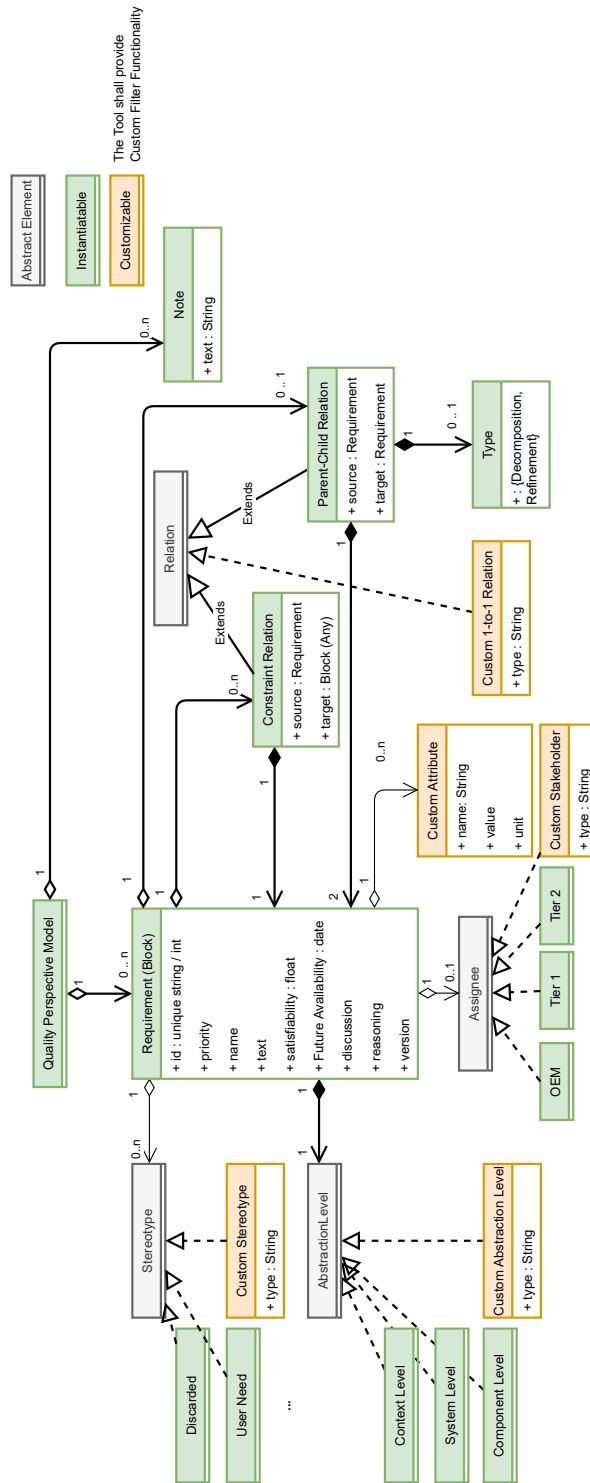 Abstract Element
Instantiatable
Customizable
The Tool shall provide
Custom Filter Functionality
Quality Perspective Model
1
1
0..n
0 .. n
Note
+ text : String
Requirement (Block)
+ id : unique string / int
+ priority
+ name
+ text
+ satisfiability : float
+ Future Availability : date
+ discussion
+ reasoning
+ version
1
0 .. 1
1
0..n
1
1
2
1
1
0..n
1
0..1
1
0..n
1
1
Relation
Extends
Extends
Constraint Relation
+ source : Requirement
+ target : Block (Any)
Parent-Child Relation
+ source : Requirement
+ target : Requirement
1
0 .. 1
Type
+ : {Decomposition,
Refinement}
Custom 1-to-1 Relation
+ type : String
Custom Attribute
+ name: String
+ value
+ unit
Stereotype
Discarded
User Need
...
Custom Stereotype
+ type : String
AbstractionLevel
Context Level
System Level
Component Level
Custom Abstraction Level
+ type : String
Assignee
OEM
Tier 1
Tier 2
Custom Stakeholder
+ type : String